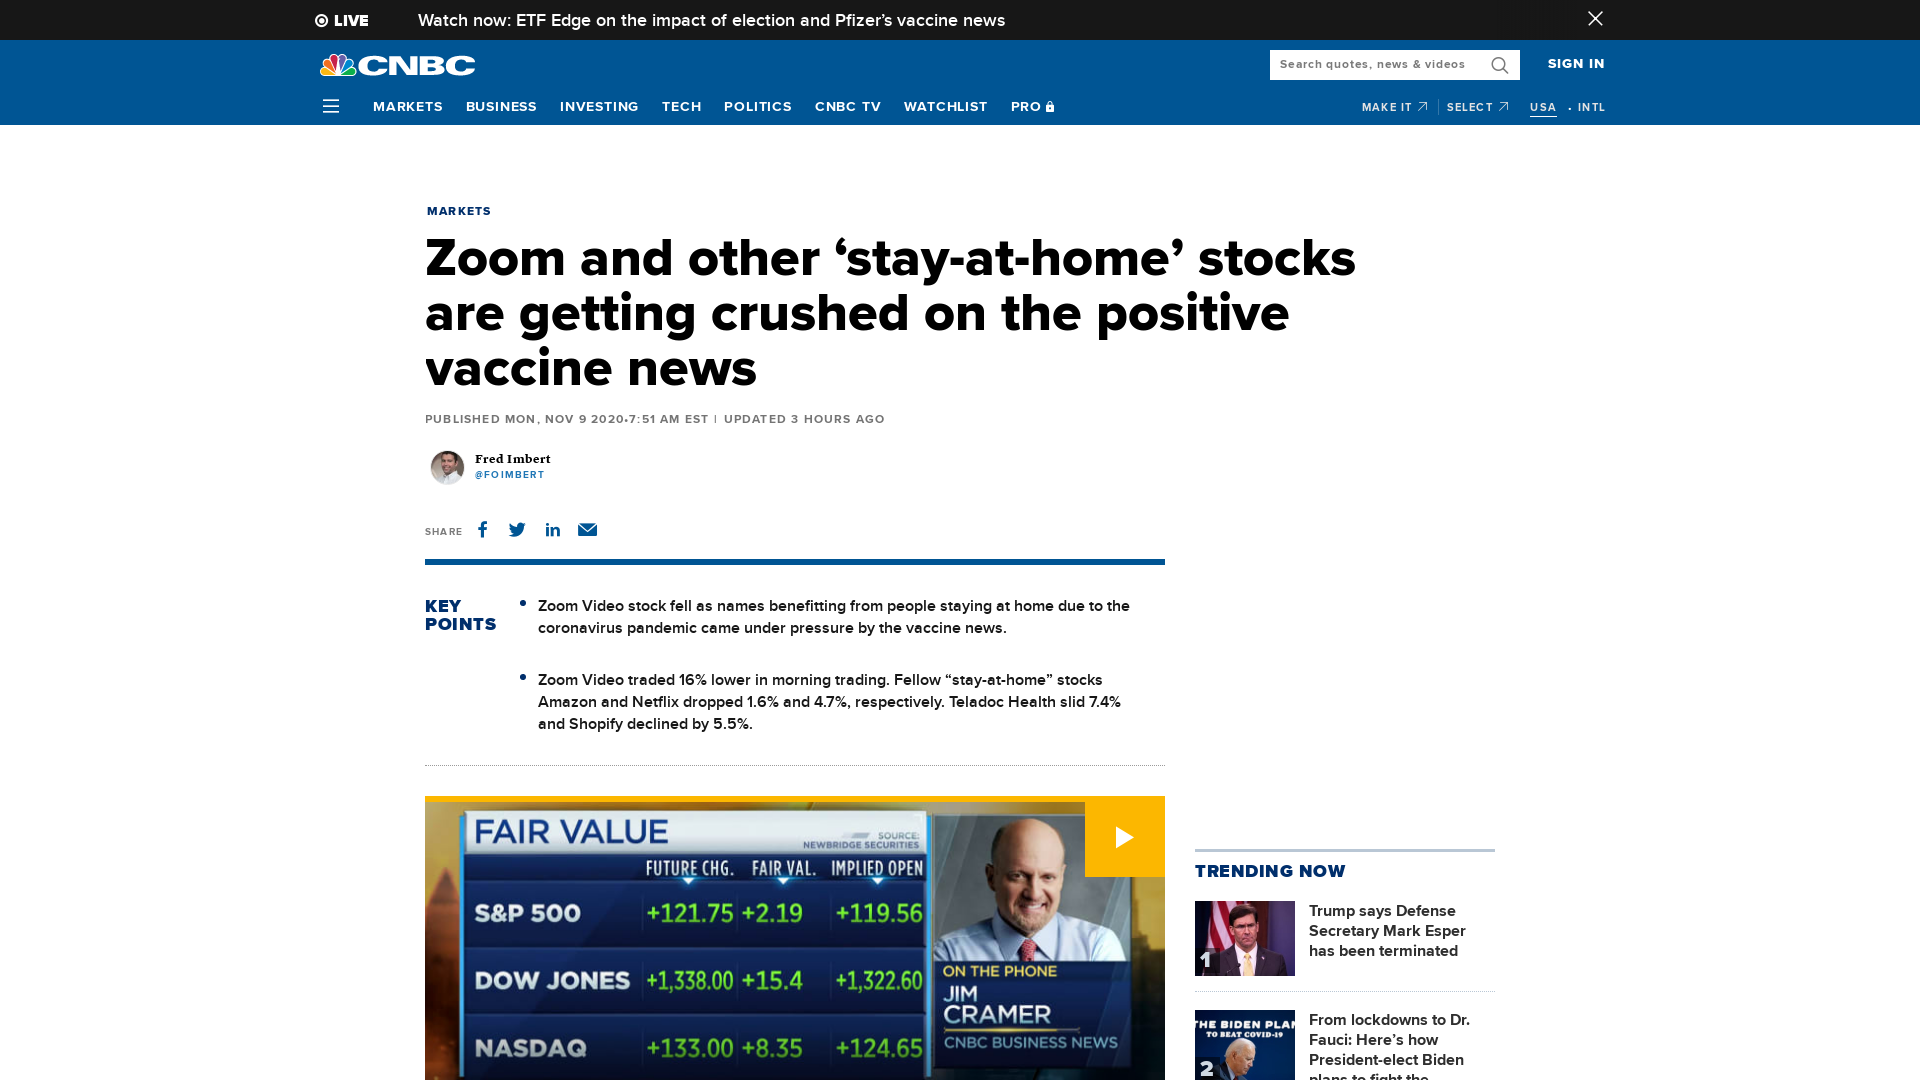 LIVE
Watch now: ETF Edge on the impact of election and Pfizer’s vaccine news
CNBC
Search quotes, news & videos
SIGN IN
MARKETS BUSINESS INVESTING TECH POLITICS CNBC TV WATCHLIST PRO
MAKE IT SELECT USA • INTL
MARKETS
Zoom and other ‘stay-at-home’ stocks
are getting crushed on the positive
vaccine news
PUBLISHED MON, NOV 9 2020•7:51 AM EST | UPDATED 3 HOURS AGO
Fred Imbert
@FOIMBERT
SHARE
KEY
POINTS
• Zoom Video stock fell as names benefitting from people staying at home due to the
coronavirus pandemic came under pressure by the vaccine news.
• Zoom Video traded 16% lower in morning trading. Fellow “stay-at-home” stocks
Amazon and Netflix dropped 1.6% and 4.7%, respectively. Teladoc Health slid 7.4%
and Shopify declined by 5.5%.
FAIR VALUE
SOURCE:
NEWBRIDGE SECURITIES
FUTURE CHG. FAIR VAL. IMPLIED OPEN
S&P 500 +121.75 +2.19 +119.56
DOW JONES +1,338.00 +15.4 +1,322.60
NASDAQ +133.00 +8.35 +124.65
ON THE PHONE
JIM
CRAMER
CNBC BUSINESS NEWS
TRENDING NOW
1
Trump says Defense
Secretary Mark Esper
has been terminated
THE BIDEN PLAN
TO BEAT COVID-19
2
From lockdowns to Dr.
Fauci: Here’s how
President-elect Biden
plans to fight the